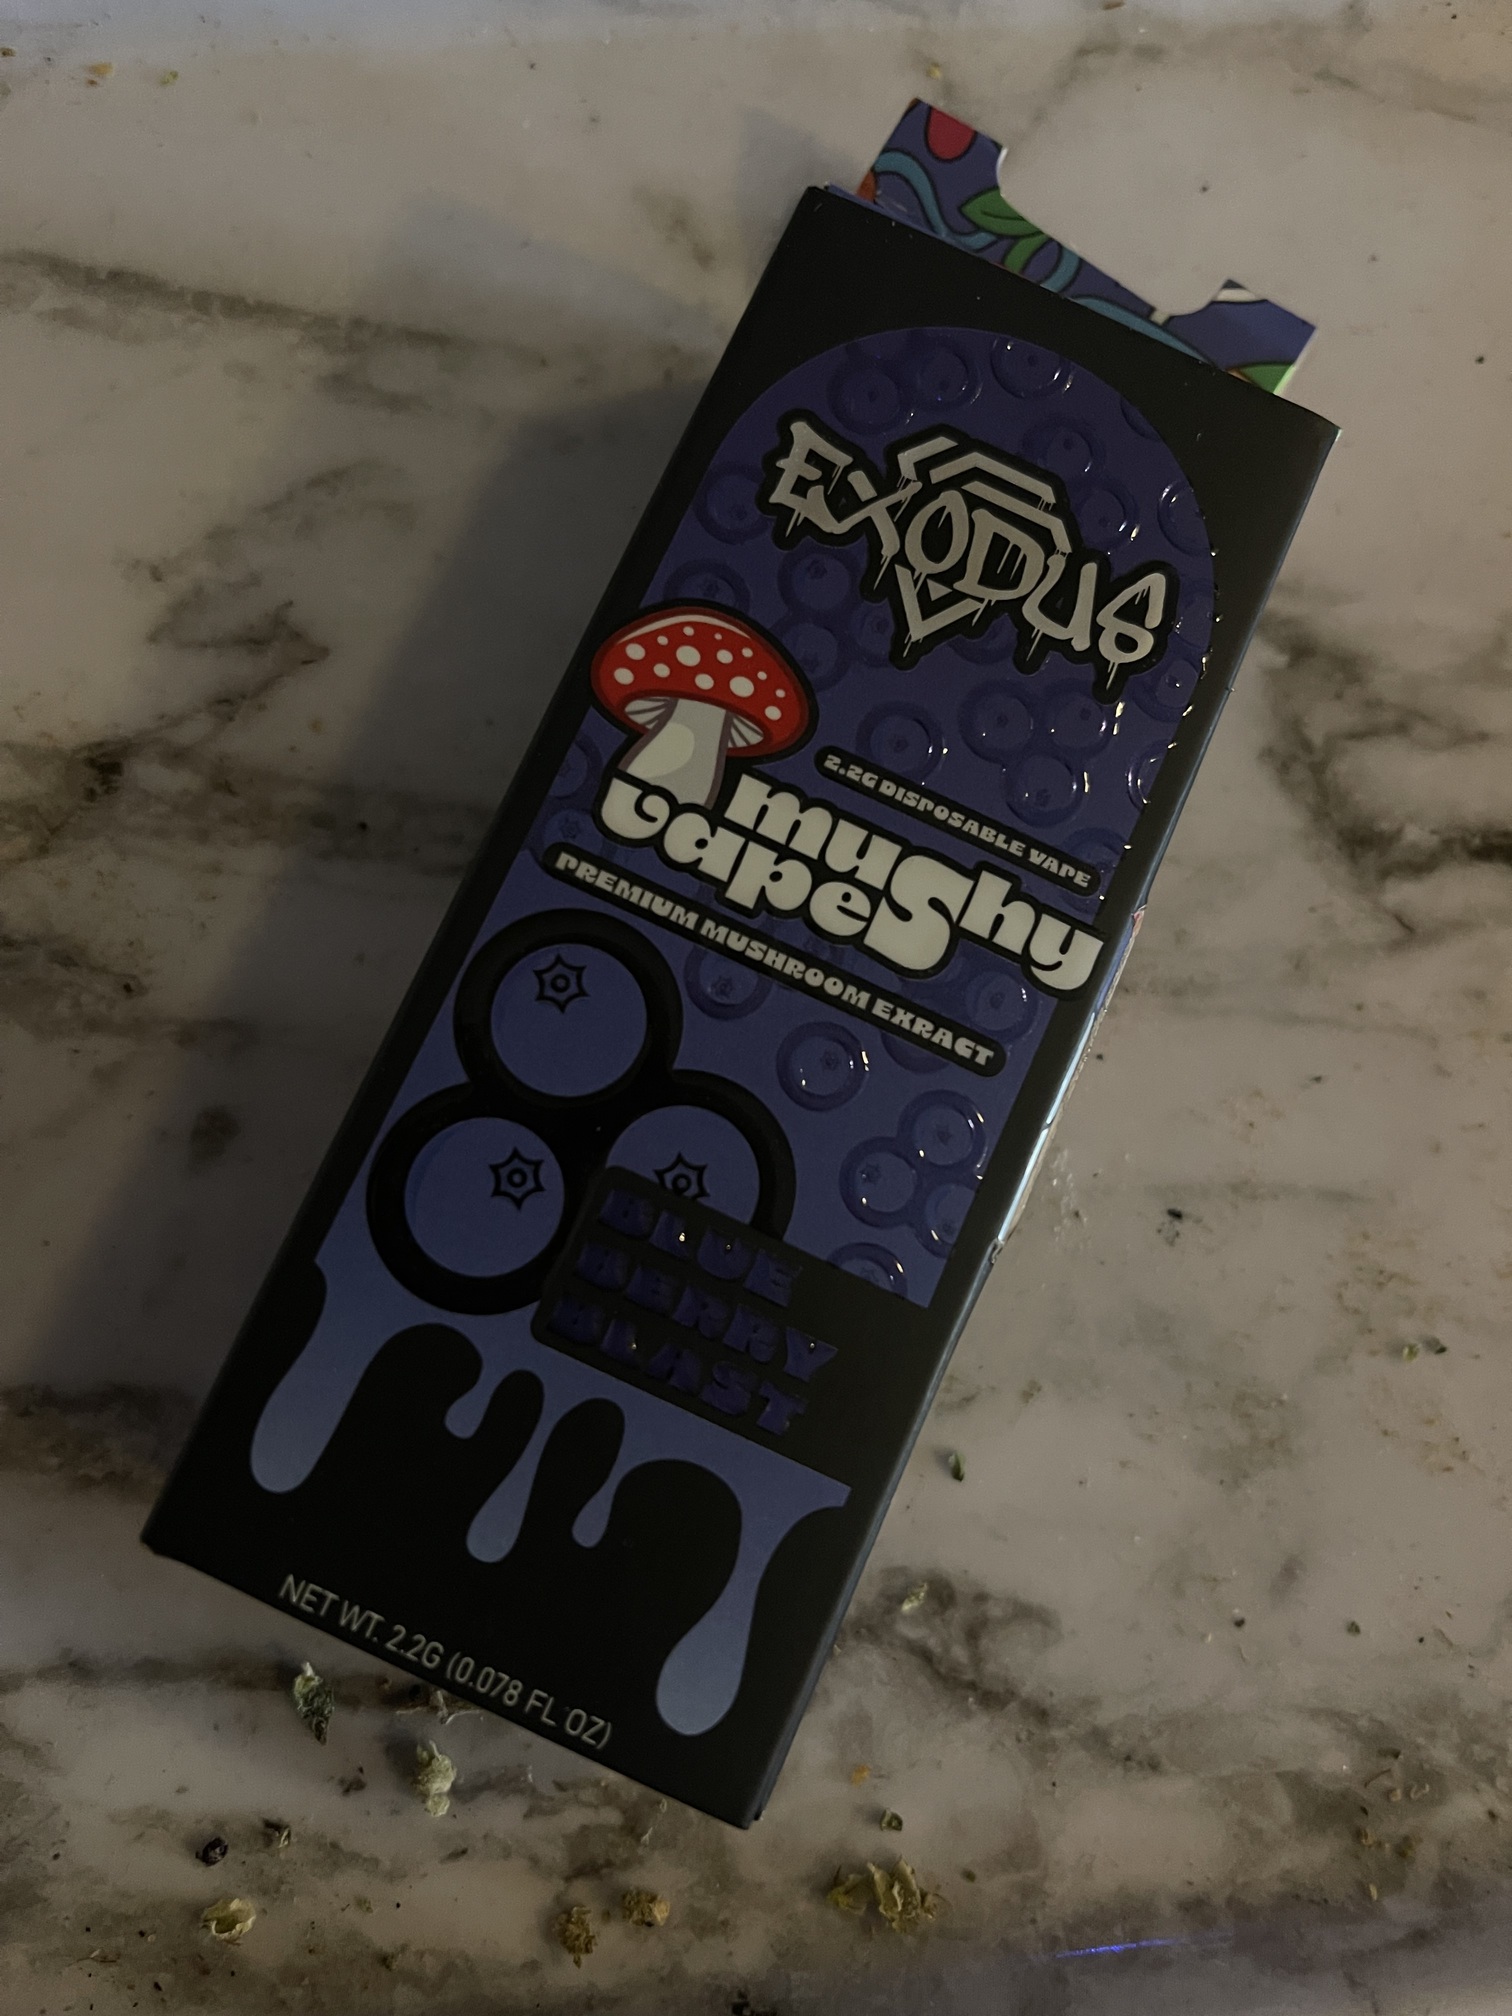 EXODUS
2.2G DISPOSABLE VAPE
mushy
vapes
PREMIUM MUSHROOM EXRACT
BLUE
BERRY
BLAST
NET WT. 2.2G (0.078 FL OZ)